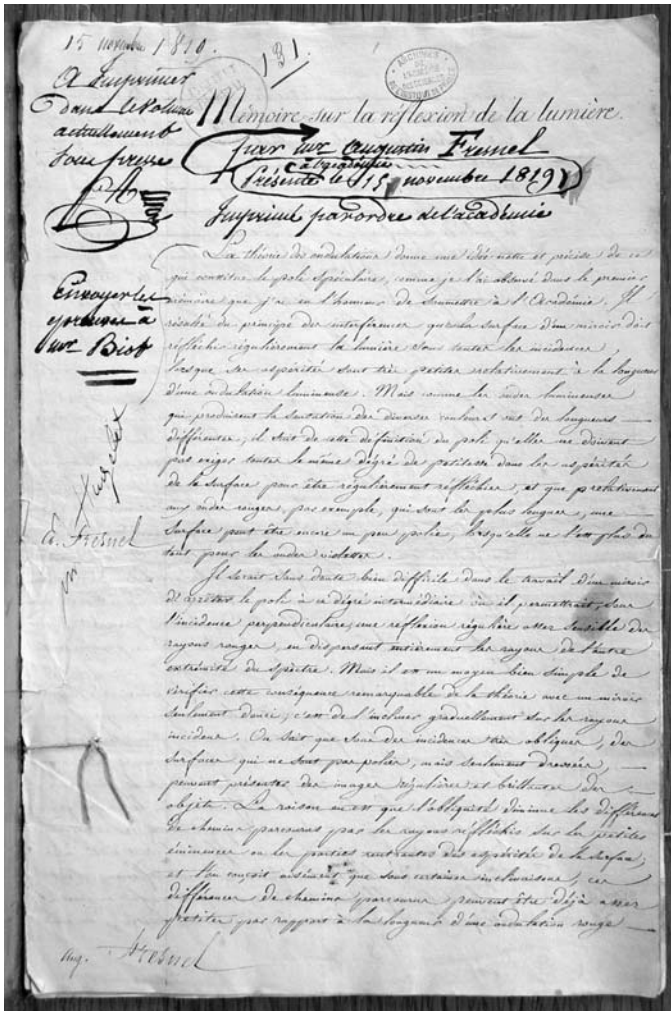 15 novembre 1819.
131.
ARCHIVES
A Imprimer
dans le volume
actuellement
sous presse
Mémoire sur la réflexion de la lumière.
par Mr Augustin Fresnel
à l'académie
Présenté le 15 novembre 1819
Imprimé par ordre de l'académie
Envoyer les
épreuves à
Mr Biot
La théorie des ondulations donne une idée nette et précise de ce
qui constitue le poli spéculaire, comme je l'ai observé dans le premier
mémoire que j'ai eu l'honneur de soumettre à l'Académie. Il
résulte du principe des interférences que la surface d'un miroir doit
réfléchir régulièrement la lumière sous toutes les incidences,
lorsque ses aspérités sont très petites relativement à la longueur
d'une ondulation lumineuse. Mais comme les ondes lumineuses
qui produisent la sensation des diverses couleurs ont des longueurs
différentes, il suit de cette définition du poli qu'elles ne doivent
pas exiger toutes le même dégré de petitesse dans les aspérités
de la surface pour être régulièrement réfléchies, et que relativement
aux ondes rouges, par exemple, qui sont les plus longues, une
surface peut être encore un peu polie, lorsqu'elle ne l'est plus du
tout pour les ondes violettes.
Il serait sans doute bien difficile dans le travail d'un miroir
d' le poli à ce dégré intermédiaire où il permettrait, sous
l'incidence perpendiculaire, une réflexion régulière assez sensible des
rayons rouges, en dispersant entièrement les rayons de l'autre
extrémité du spectre. Mais il est un moyen bien simple de
vérifier cette conséquence remarquable de la théorie avec un miroir
seulement douci; c'est de l'incliner graduellement sur les rayons
incidens. On sait que sous des incidences très obliques, des
surfaces qui ne sont pas polies, mais seulement dressées,
peuvent présenter des images régulières et brillantes des
objets. La raison en est que l'obliquité diminue les différences
de chemins parcourus par les rayons réfléchis sur les petites
éminences ou les parties rentrantes des aspérités de la surface;
et l'on conçoit aisément que sous certaines inclinaisons, ces
différences de chemins parcourus peuvent être déjà assez
petites par rapport à la longueur d'une ondulation rouge
A. Fresnel
Aug. Fresnel